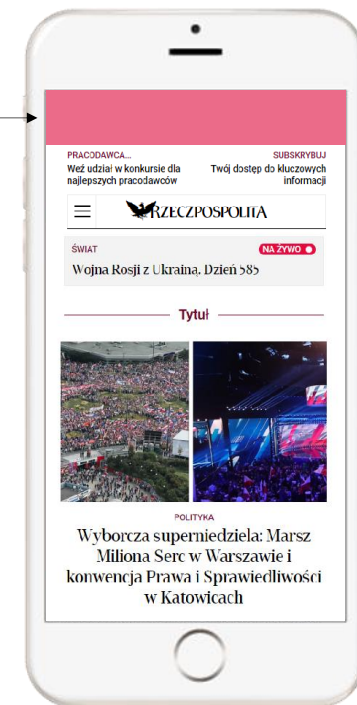 PRACODAWCA...
Weź udział w konkursie dla
najlepszych pracodawców
SUBSKRYBUJ
Twój dostęp do kluczowych
informacji
RZECZPOSPOLITA
ŚWIAT
NA ŻYWO
Wojna Rosji z Ukrainą. Dzień 585
Tytuł
POLITYKA
Wyborcza superniedziela: Marsz
Miliona Serc w Warszawie i
konwencja Prawa i Sprawiedliwości
w Katowicach